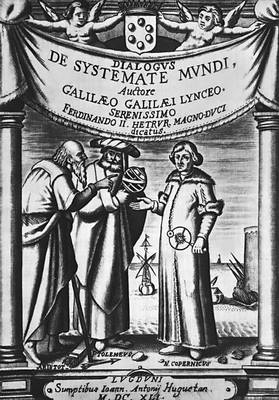 DIALOGVS
DE SYSTEMATE MVNDI,
Auctore
GALILÆO GALILÆI LYNCEO,
SERENISSIMO
FERDINANDO II. HETRVR. MAGNO-DVCI
dicatus.
PTOLEMEVS
N. COPERNICVS
LVGDVNI
Sumptibus Ioann. Antonij Huguetan.
M. DC. XLI.